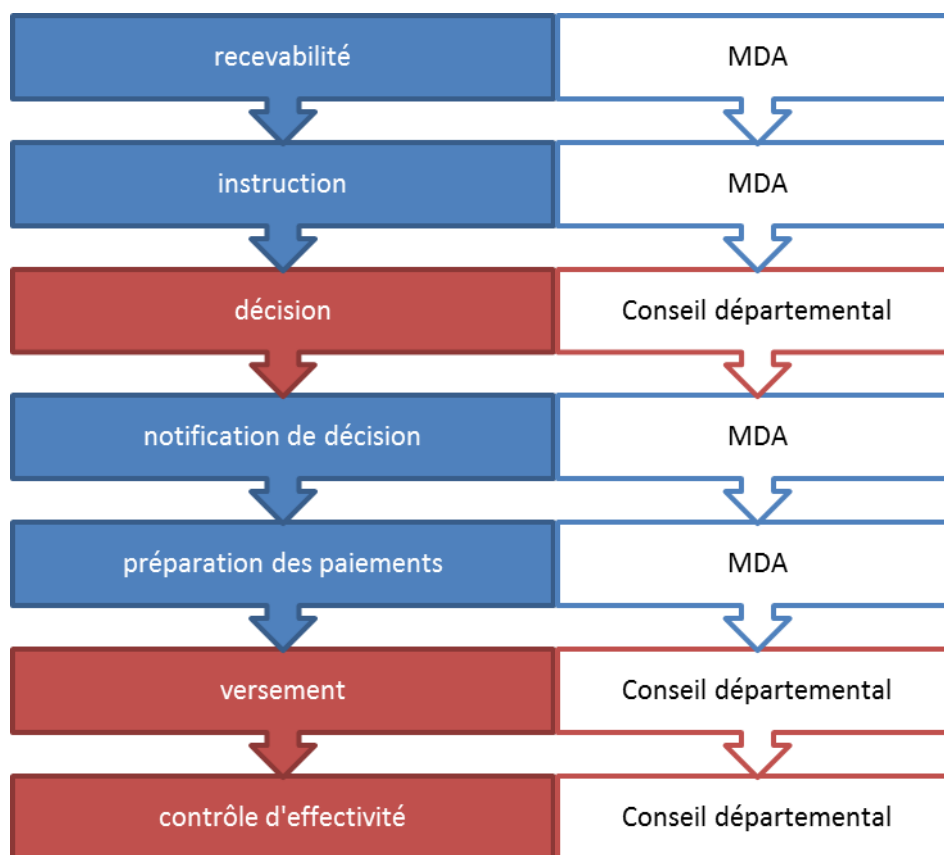 recevabilité MDA
instruction MDA
décision Conseil départemental
notification de décision MDA
préparation des paiements MDA
versement Conseil départemental
contrôle d'effectivité Conseil départemental